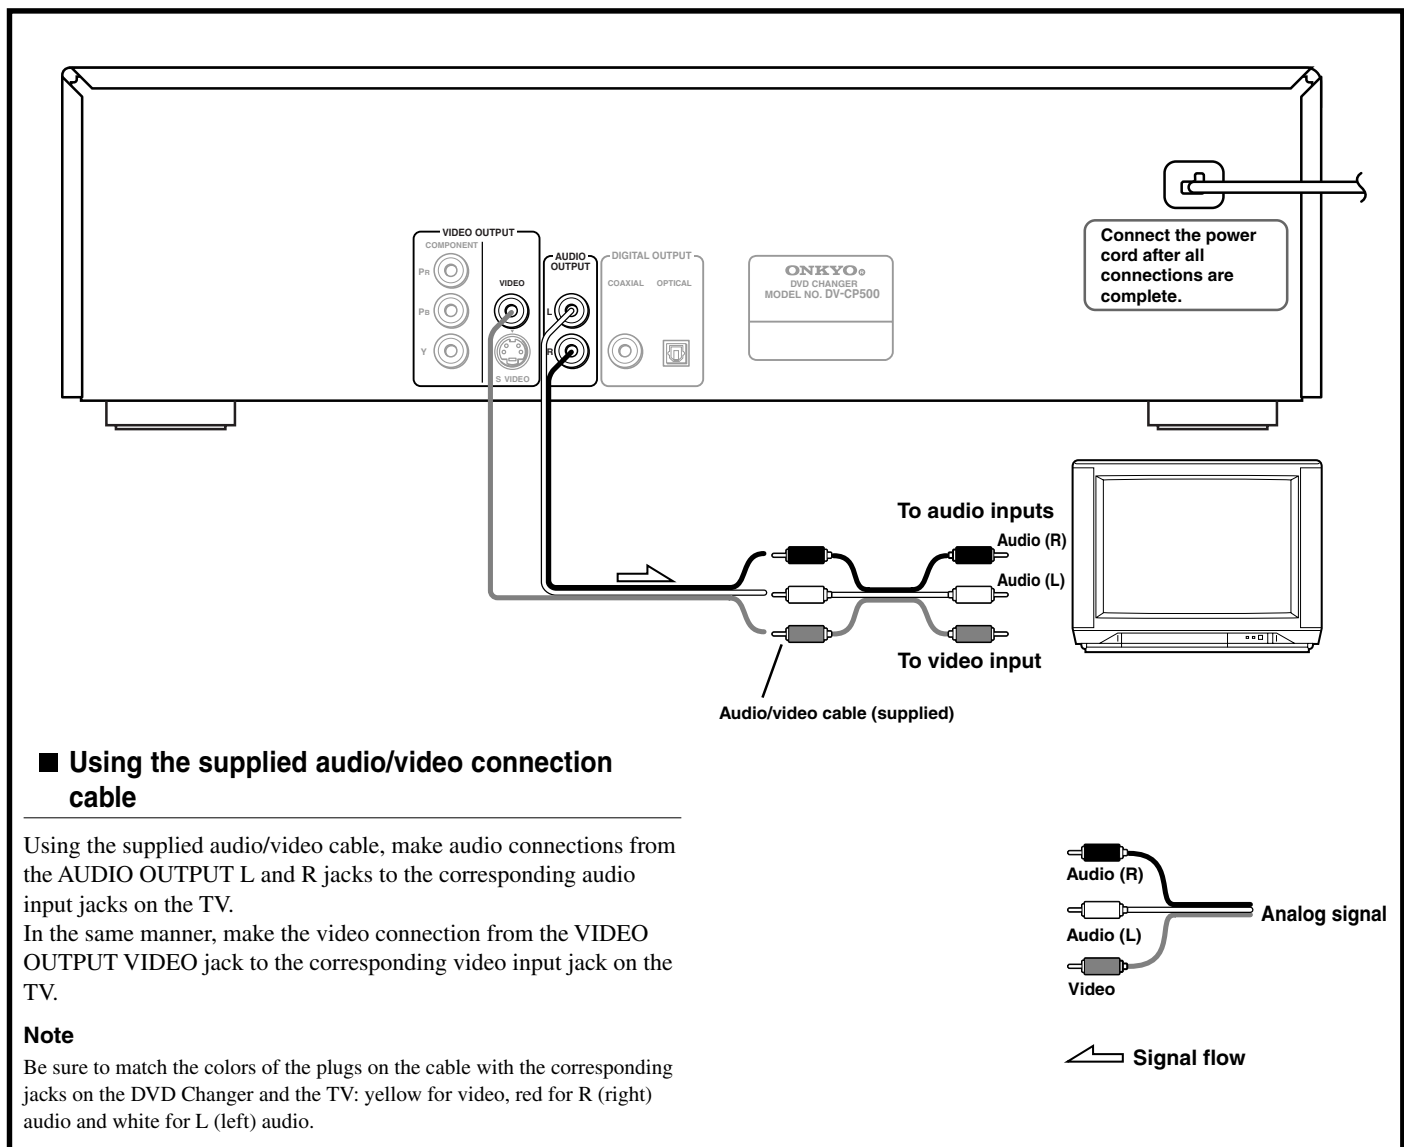 VIDEO OUTPUT
COMPONENT
PR
PB
Y
VIDEO
S VIDEO
AUDIO
OUTPUT
L
R
DIGITAL OUTPUT
COAXIAL OPTICAL
ONKYO®
DVD CHANGER
MODEL NO. DV-CP500
Connect the power
cord after all
connections are
complete.
To audio inputs
Audio (R)
Audio (L)
To video input
Audio/video cable (supplied)
■ Using the supplied audio/video connection
cable
Using the supplied audio/video cable, make audio connections from
the AUDIO OUTPUT L and R jacks to the corresponding audio
input jacks on the TV.
In the same manner, make the video connection from the VIDEO
OUTPUT VIDEO jack to the corresponding video input jack on the
TV.
Note
Be sure to match the colors of the plugs on the cable with the corresponding
jacks on the DVD Changer and the TV: yellow for video, red for R (right)
audio and white for L (left) audio.
Audio (R)
Audio (L)
Video
Analog signal
Signal flow